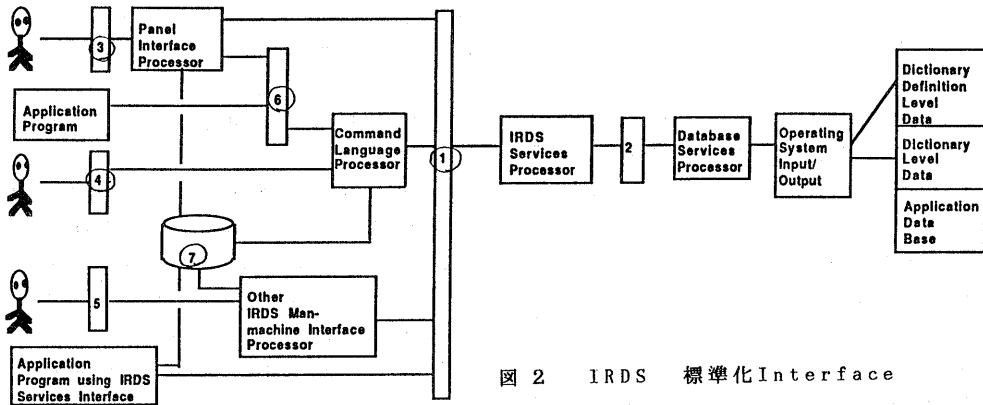 3
Panel
Interface
Processor
Application
Program
6
4
Command
Language
Processor
1
7
5
Other
IRDS Man-
machine Interface
Processor
Application
Program using IRDS
Services Interface
IRDS
Services
Processor
2
Database
Services
Processor
Operating
System
Input/
Output
Dictionary
Definition
Level
Data
Dictionary
Level
Data
Application
Data
Base
図2 IRDS 標準化Interface